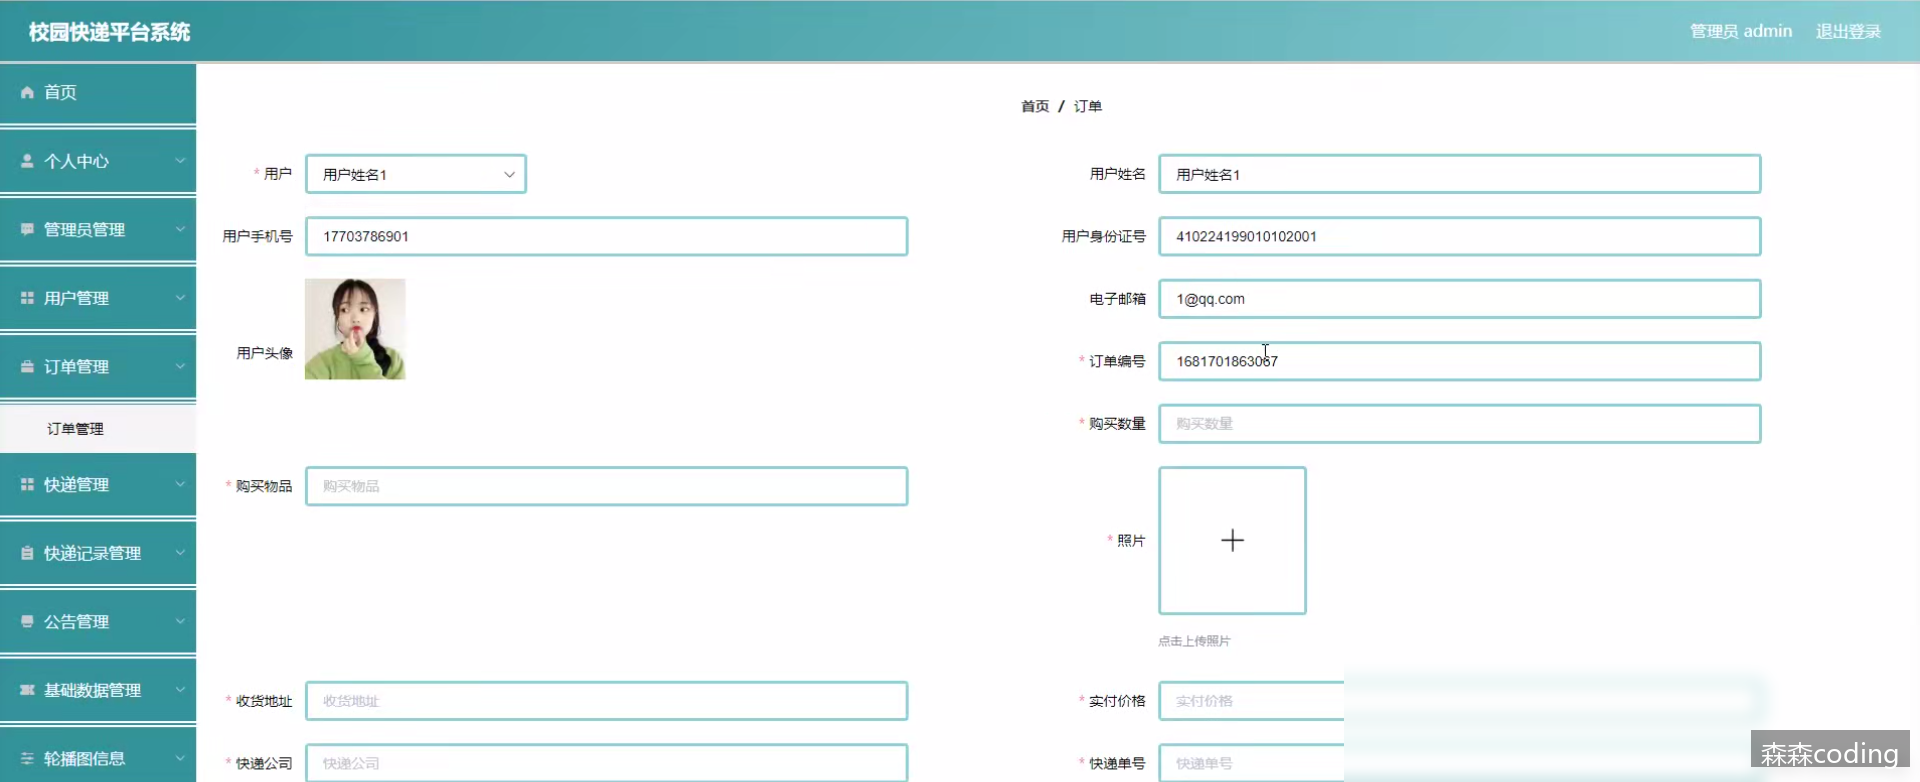 校园快递平台系统
管理员 admin 退出登录
首页
个人中心
管理员管理
用户管理
订单管理
订单管理
快递管理
快递记录管理
公告管理
基础数据管理
轮播图信息
首页 / 订单
* 用户 用户姓名1
用户姓名 用户姓名1
用户手机号 17703786901
用户身份证号 410224199010102001
用户头像
电子邮箱 1@qq.com
* 订单编号 1681701863067
* 购买数量 购买数量
* 购买物品 购买物品
* 照片
点击上传照片
* 收货地址 收货地址
* 实付价格 实付价格
* 快递公司 快递公司
* 快递单号 快递单号
森森coding